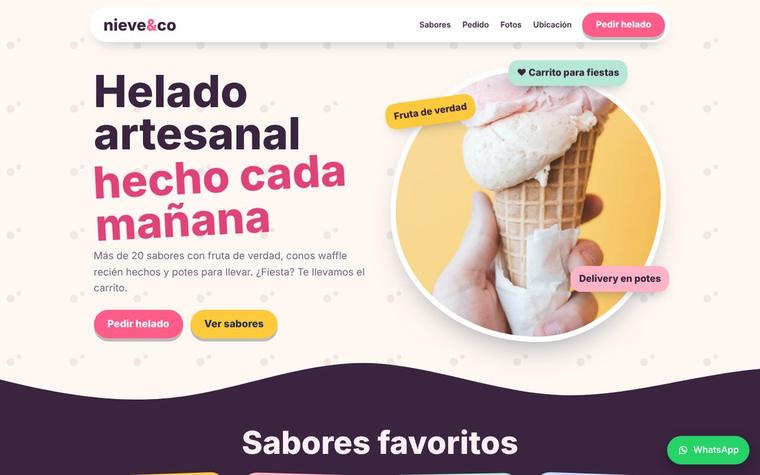 nieve&co
Sabores
Pedido
Fotos
Ubicación
Pedir helado
Helado
artesanal
hecho cada
mañana
Más de 20 sabores con fruta de verdad, conos waffle
recién hechos y potes para llevar. ¿Fiesta? Te llevamos el
carrito.
Pedir helado
Ver sabores
♥ Carrito para fiestas
Fruta de verdad
Delivery en potes
Sabores favoritos
WhatsApp